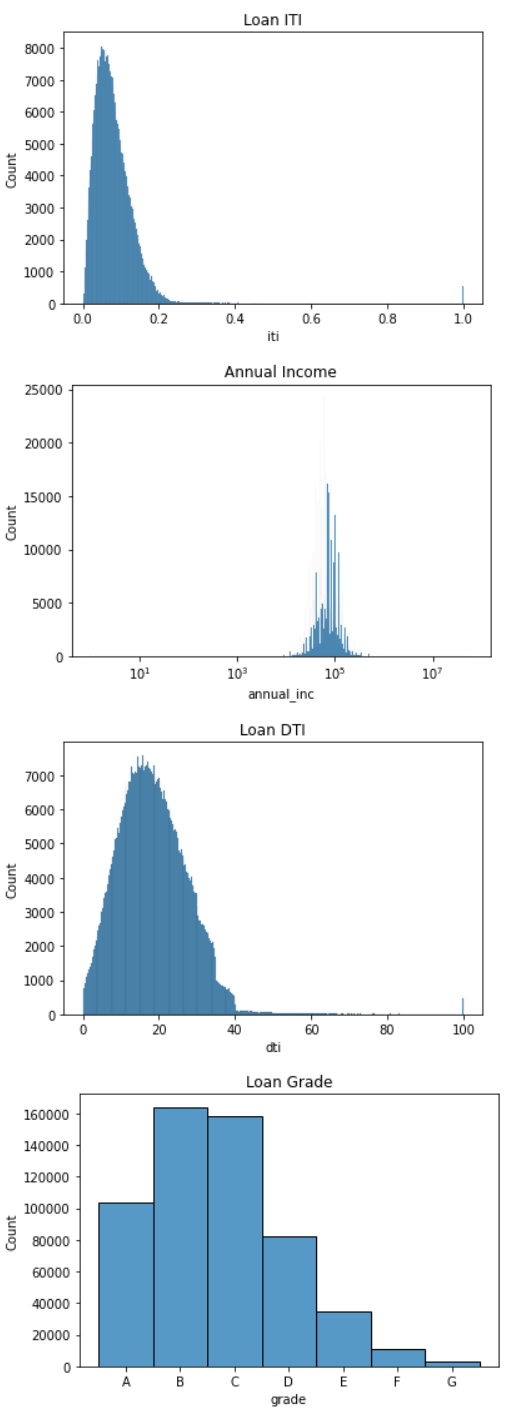 Loan ITI
8000
7000
6000
5000
4000
3000
2000
1000
0
Count
0.0 0.2 0.4 0.6 0.8 1.0
iti
Annual Income
25000
20000
15000
10000
5000
0
Count
10¹ 10³ 10⁵ 10⁷
annual_inc
Loan DTI
7000
6000
5000
4000
3000
2000
1000
0
Count
0 20 40 60 80 100
dti
Loan Grade
160000
140000
120000
100000
80000
60000
40000
20000
0
Count
A B C D E F G
grade